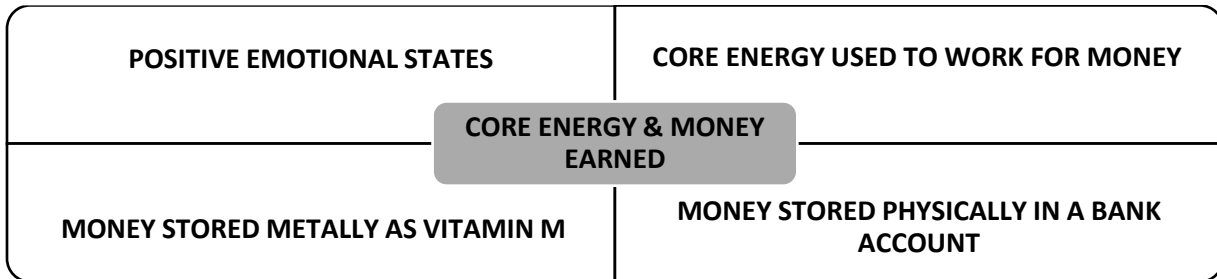 POSITIVE EMOTIONAL STATES
CORE ENERGY USED TO WORK FOR MONEY
CORE ENERGY & MONEY
EARNED
MONEY STORED METALLY AS VITAMIN M
MONEY STORED PHYSICALLY IN A BANK
ACCOUNT